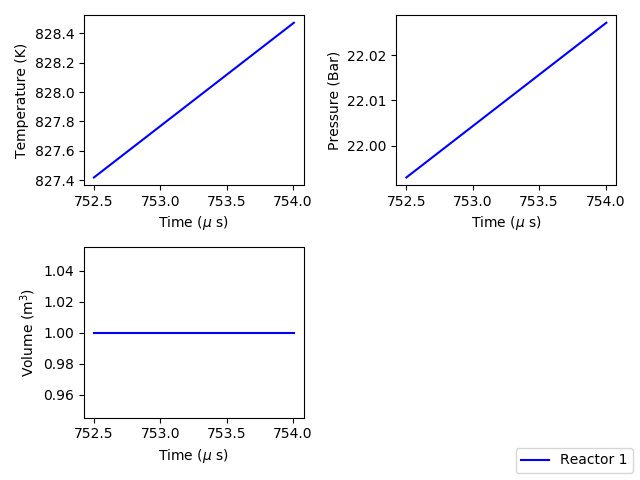 Temperature (K)
828.4
828.2
828.0
827.8
827.6
827.4
752.5 753.0 753.5 754.0
Time (μ s)
Pressure (Bar)
22.02
22.01
22.00
752.5 753.0 753.5 754.0
Time (μ s)
Volume (m³)
1.04
1.02
1.00
0.98
0.96
752.5 753.0 753.5 754.0
Time (μ s)
Reactor 1